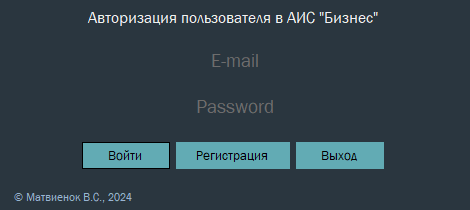 Авторизация пользователя в АИС "Бизнес"
E-mail
Password
Войти Регистрация Выход
© Матвиенок В.С., 2024